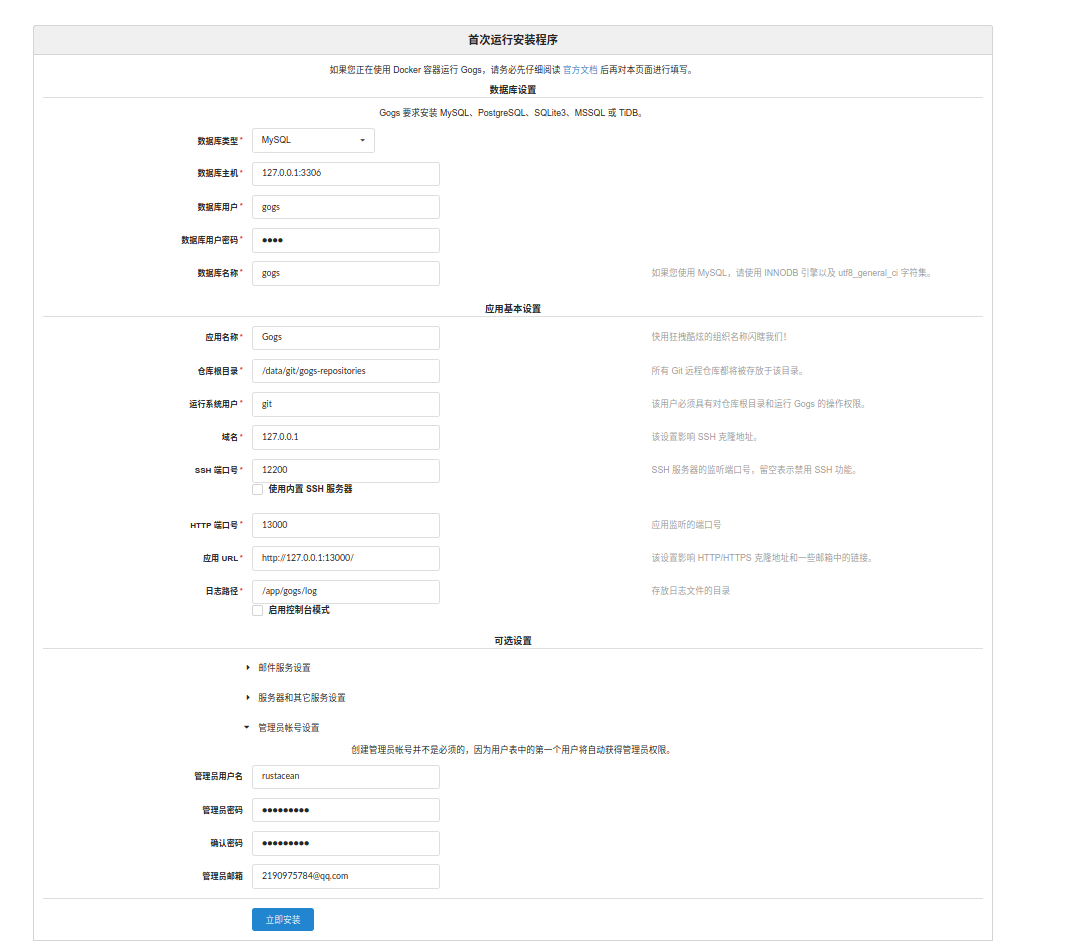 首次运行安装程序
如果您正在使用 Docker 容器运行 Gogs，请务必先仔细阅读 官方文档 后再对本页面进行填写。
数据库设置
Gogs 要求安装 MySQL、PostgreSQL、SQLite3、MSSQL 或 TiDB。
数据库类型* MySQL
数据库主机* 127.0.0.1:3306
数据库用户* gogs
数据库用户密码* ●●●●
数据库名称* gogs 如果您使用 MySQL，请使用 INNODB 引擎以及 utf8_general_ci 字符集。
应用基本设置
应用名称* Gogs 快用狂拽酷炫的组织名称闪瞎我们！
仓库根目录* /data/git/gogs-repositories 所有 Git 远程仓库都将被存放于该目录。
运行系统用户* git 该用户必须具有对仓库根目录和运行 Gogs 的操作权限。
域名* 127.0.0.1 该设置影响 SSH 克隆地址。
SSH 端口号* 12200 SSH 服务器的监听端口号，留空表示禁用 SSH 功能。
使用内置 SSH 服务器
HTTP 端口号* 13000 应用监听的端口号
应用 URL* http://127.0.0.1:13000/ 该设置影响 HTTP/HTTPS 克隆地址和一些邮箱中的链接。
日志路径* /app/gogs/log 存放日志文件的目录
启用控制台模式
可选设置
邮件服务设置
服务器和其它服务设置
管理员帐号设置
创建管理员帐号并不是必须的，因为用户表中的第一个用户将自动获得管理员权限。
管理员用户名 rustacean
管理员密码 ●●●●●●●●●
确认密码 ●●●●●●●●●
管理员邮箱 2190975784@qq.com
立即安装